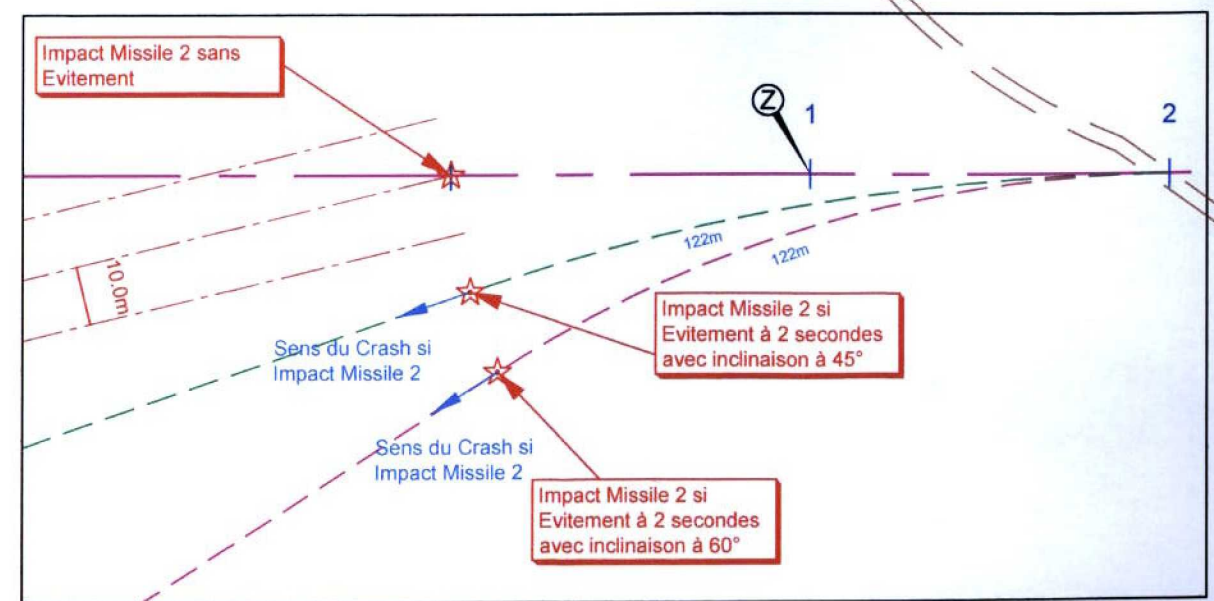 Impact Missile 2 sans
Evitement
Z
1
2
122m
122m
10.0m
Impact Missile 2 si
Evitement à 2 secondes
avec inclinaison à 45°
Sens du Crash si
Impact Missile 2
Sens du Crash si
Impact Missile 2
Impact Missile 2 si
Evitement à 2 secondes
avec inclinaison à 60°